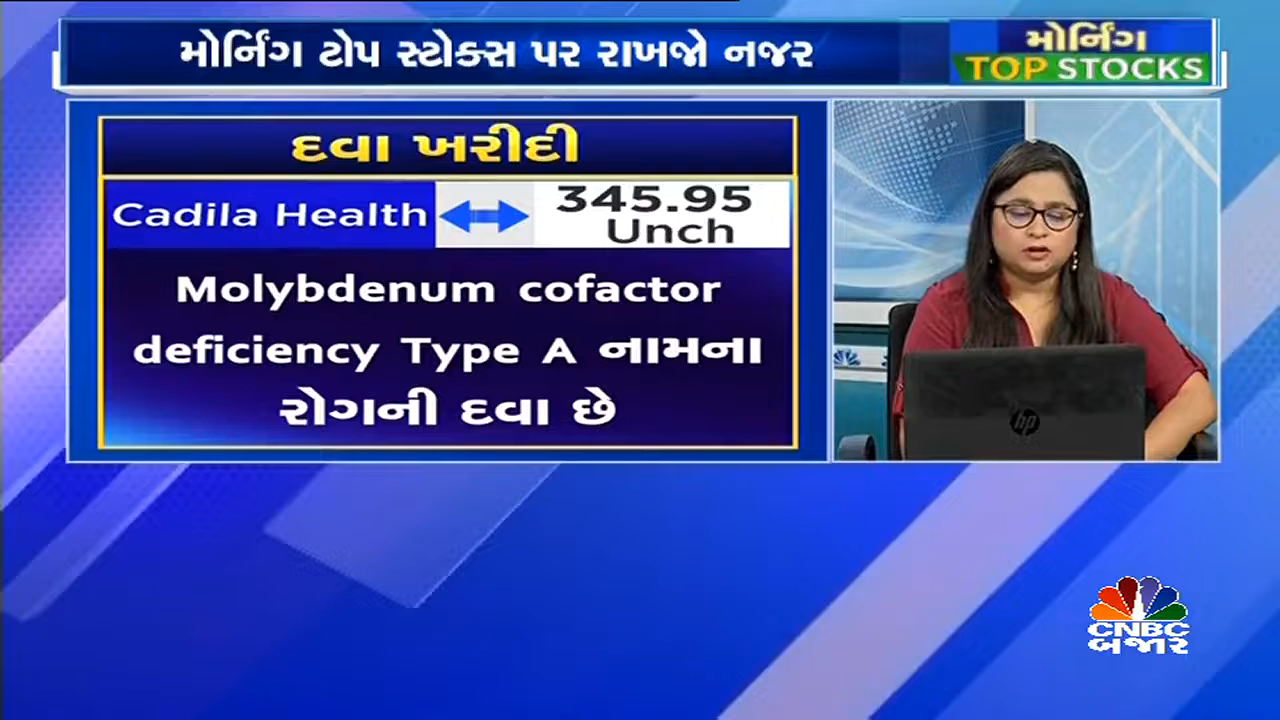 મોર્નિંગ ટોપ સ્ટોક્સ પર રાખજો નજર
મોર્નિંગ
TOP STOCKS
દવા ખરીદી
Cadila Health
345.95
Unch
Molybdenum cofactor
deficiency Type A નામના
રોગની દવા છે
hp
CNBC
બજાર